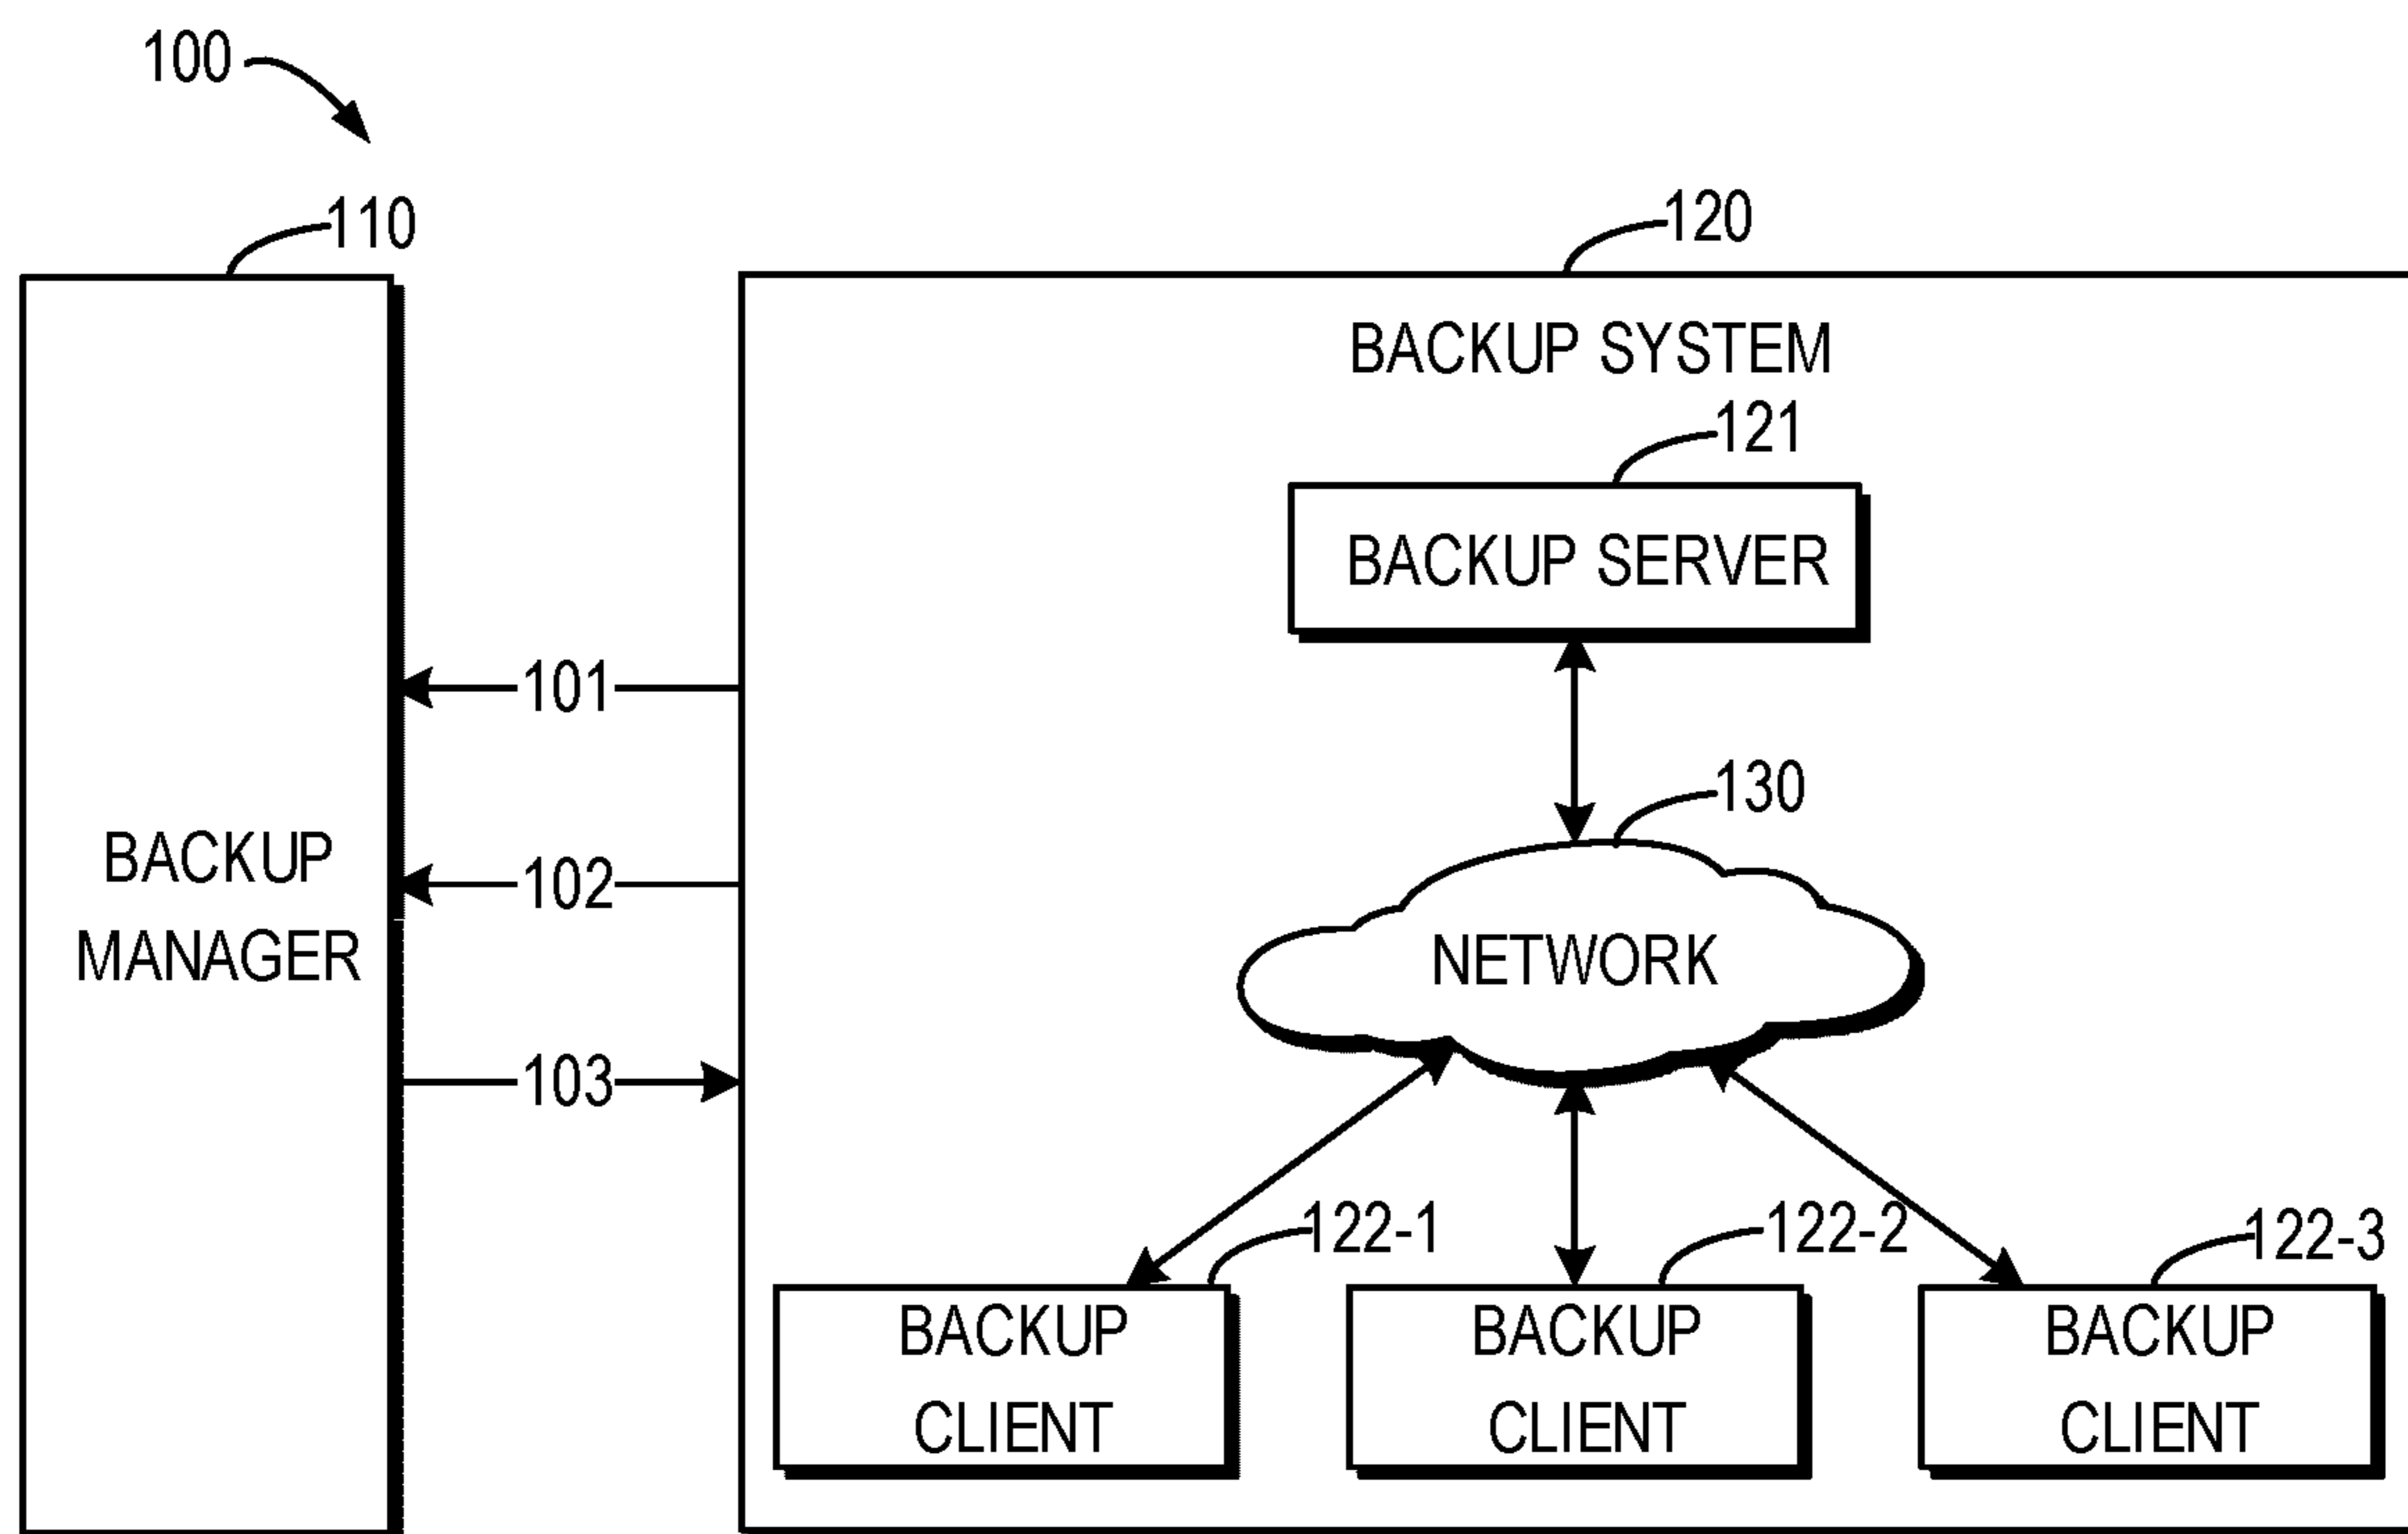 100
110
120
BACKUP SYSTEM
121
BACKUP SERVER
101
130
BACKUP
MANAGER
102
NETWORK
103
122-1
122-2
122-3
BACKUP
CLIENT
BACKUP
CLIENT
BACKUP
CLIENT